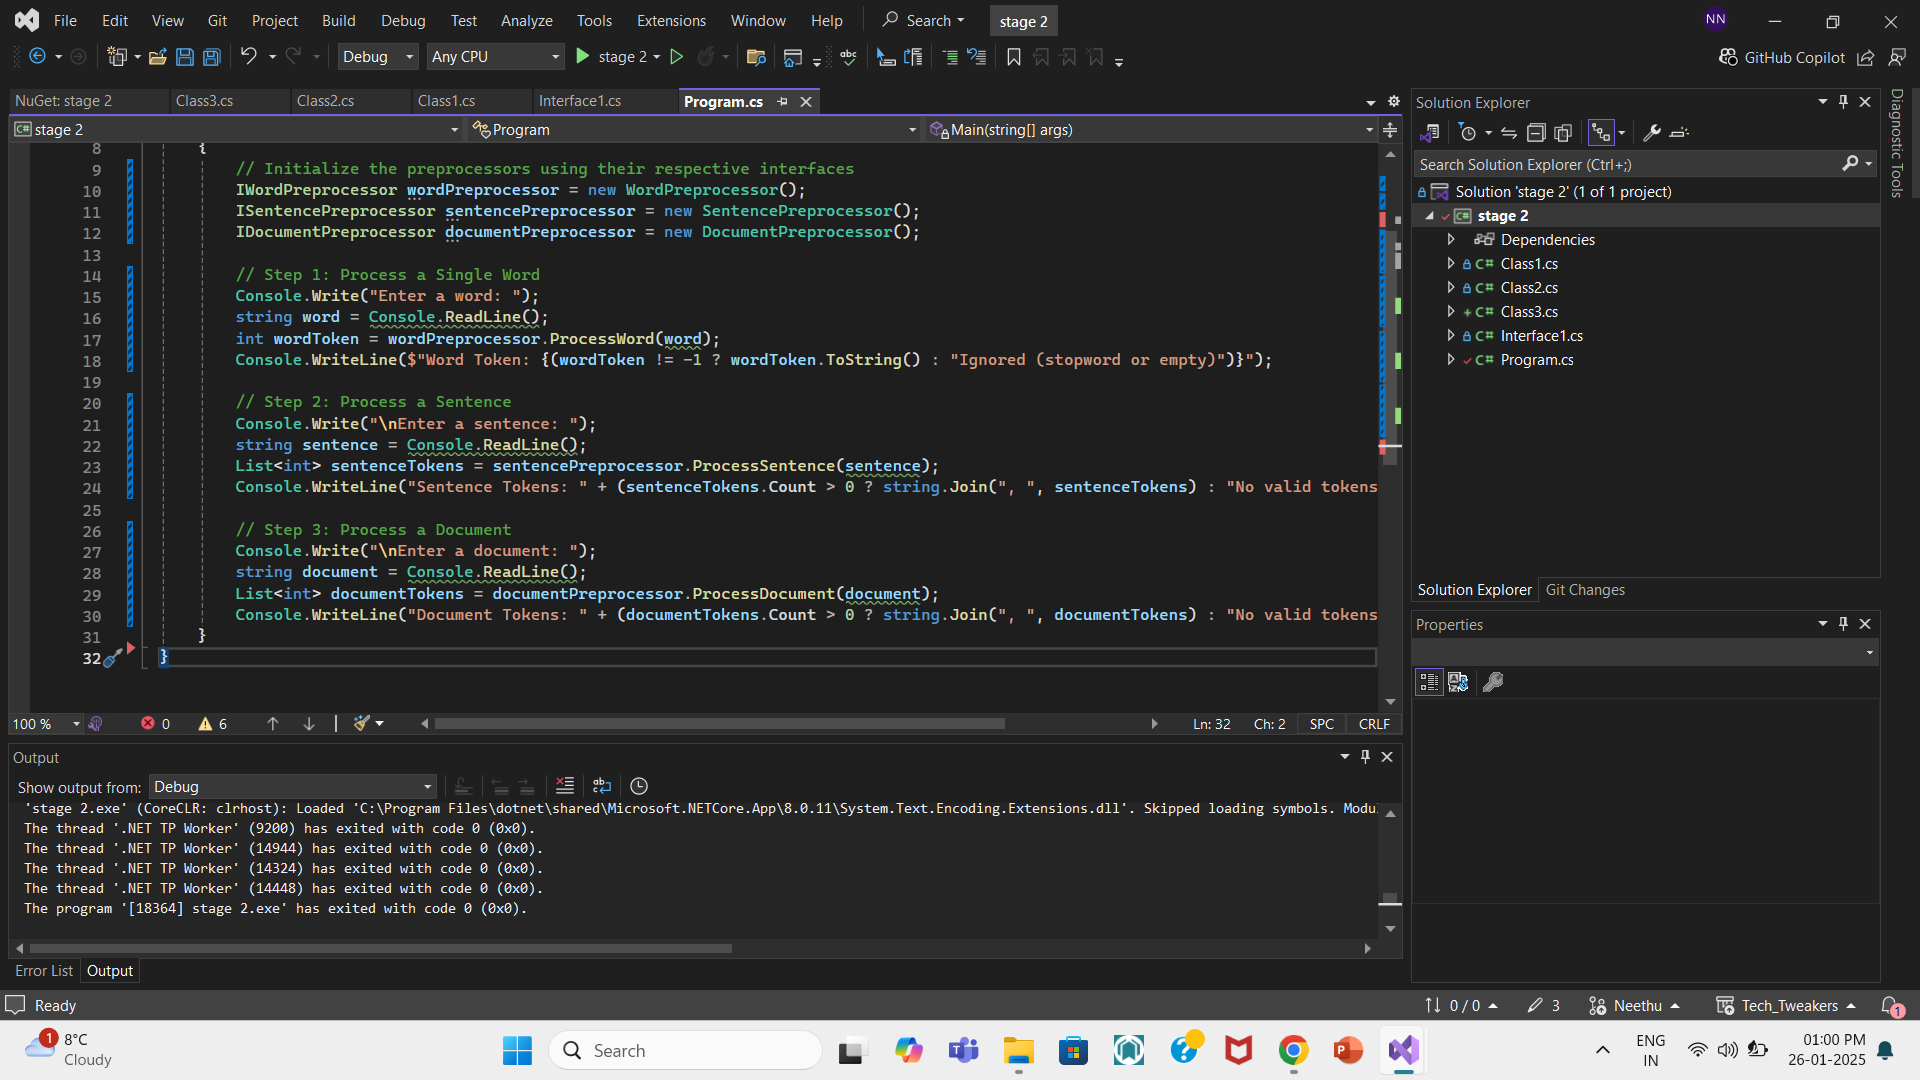 File Edit View Git Project Build Debug Test Analyze Tools Extensions Window Help Search stage 2 NN
Debug Any CPU stage 2 GitHub Copilot
NuGet: stage 2 Class3.cs Class2.cs Class1.cs Interface1.cs Program.cs
stage 2 Program Main(string[] args)
8 {
9 // Initialize the preprocessors using their respective interfaces
10 IWordPreprocessor wordPreprocessor = new WordPreprocessor();
11 ISentencePreprocessor sentencePreprocessor = new SentencePreprocessor();
12 IDocumentPreprocessor documentPreprocessor = new DocumentPreprocessor();
13
14 // Step 1: Process a Single Word
15 Console.Write("Enter a word: ");
16 string word = Console.ReadLine();
17 int wordToken = wordPreprocessor.ProcessWord(word);
18 Console.WriteLine($"Word Token: {(wordToken != -1 ? wordToken.ToString() : "Ignored (stopword or empty)")}");
19
20 // Step 2: Process a Sentence
21 Console.Write("\nEnter a sentence: ");
22 string sentence = Console.ReadLine();
23 List<int> sentenceTokens = sentencePreprocessor.ProcessSentence(sentence);
24 Console.WriteLine("Sentence Tokens: " + (sentenceTokens.Count > 0 ? string.Join(", ", sentenceTokens) : "No valid tokens
25
26 // Step 3: Process a Document
27 Console.Write("\nEnter a document: ");
28 string document = Console.ReadLine();
29 List<int> documentTokens = documentPreprocessor.ProcessDocument(document);
30 Console.WriteLine("Document Tokens: " + (documentTokens.Count > 0 ? string.Join(", ", documentTokens) : "No valid tokens
31 }
32 }
100 % 0 6 Ln: 32 Ch: 2 SPC CRLF
Output
Show output from: Debug
'stage 2.exe' (CoreCLR: clrhost): Loaded 'C:\Program Files\dotnet\shared\Microsoft.NETCore.App\8.0.11\System.Text.Encoding.Extensions.dll'. Skipped loading symbols. Modu
The thread '.NET TP Worker' (9200) has exited with code 0 (0x0).
The thread '.NET TP Worker' (14944) has exited with code 0 (0x0).
The thread '.NET TP Worker' (14324) has exited with code 0 (0x0).
The thread '.NET TP Worker' (14448) has exited with code 0 (0x0).
The program '[18364] stage 2.exe' has exited with code 0 (0x0).
Error List Output
Solution Explorer
Search Solution Explorer (Ctrl+;)
Solution 'stage 2' (1 of 1 project)
stage 2
Dependencies
C# Class1.cs
C# Class2.cs
C# Class3.cs
C# Interface1.cs
C# Program.cs
Solution Explorer Git Changes
Properties
Diagnostic Tools
Ready 0 / 0 3 Neethu Tech_Tweakers 1
1 8°C
Cloudy
Search
ENG
IN
01:00 PM
26-01-2025